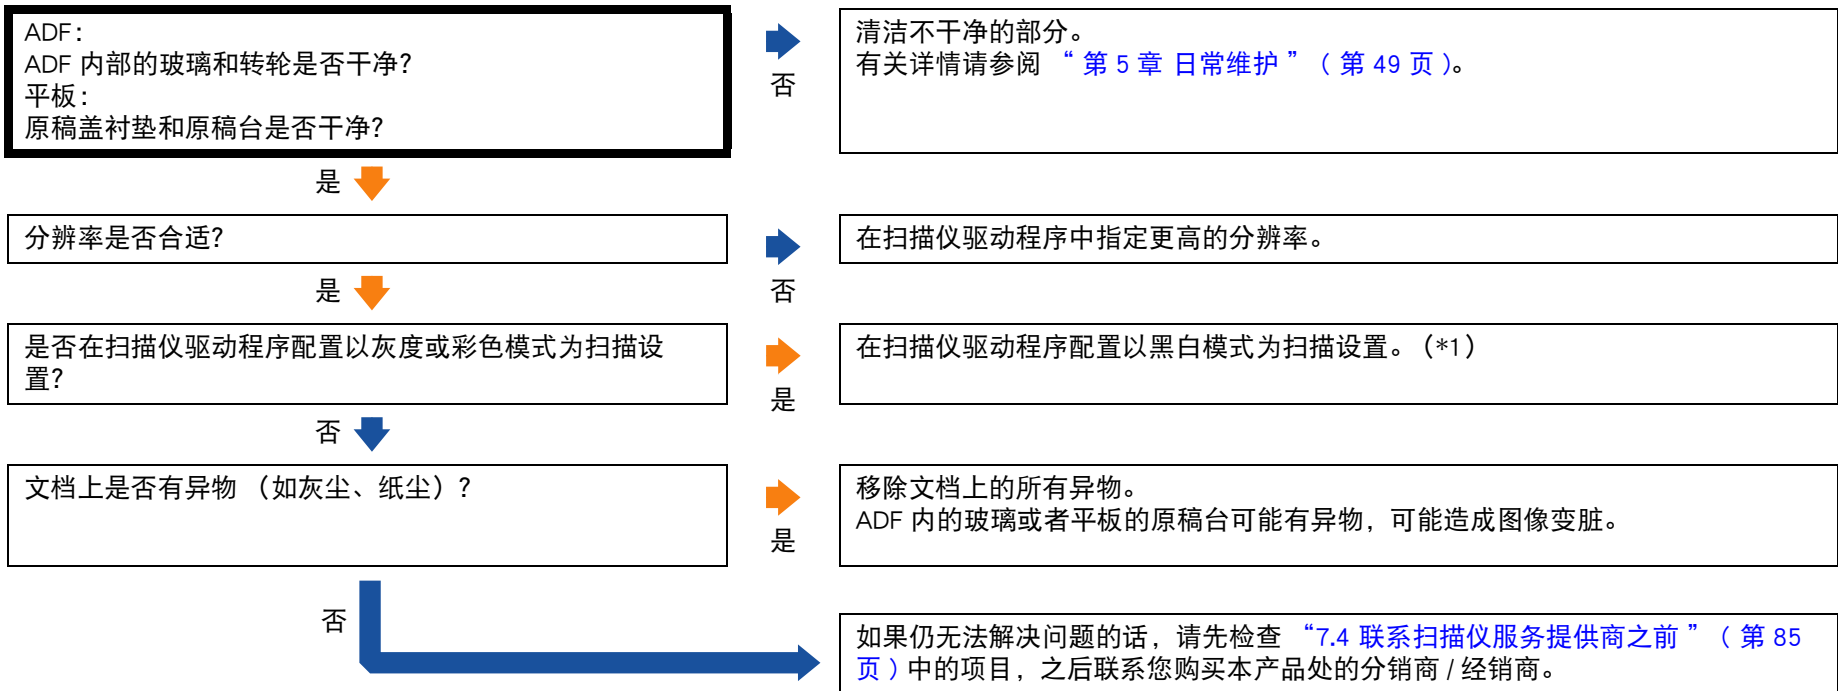 ADF：
ADF 内部的玻璃和转轮是否干净？
平板：
原稿盖衬垫和原稿台是否干净？
否
清洁不干净的部分。
有关详情请参阅 “ 第 5 章 日常维护 ”（ 第 49 页 ）。
是
分辨率是否合适？
否
在扫描仪驱动程序中指定更高的分辨率。
是
是否在扫描仪驱动程序配置以灰度或彩色模式为扫描设
置？
是
在扫描仪驱动程序配置以黑白模式为扫描设置。（*1）
否
文档上是否有异物 （如灰尘、纸尘）？
是
移除文档上的所有异物。
ADF 内的玻璃或者平板的原稿台可能有异物，可能造成图像变脏。
否
如果仍无法解决问题的话，请先检查 “7.4 联系扫描仪服务提供商之前 ”（ 第 85
页 ）中的项目，之后联系您购买本产品处的分销商 / 经销商。